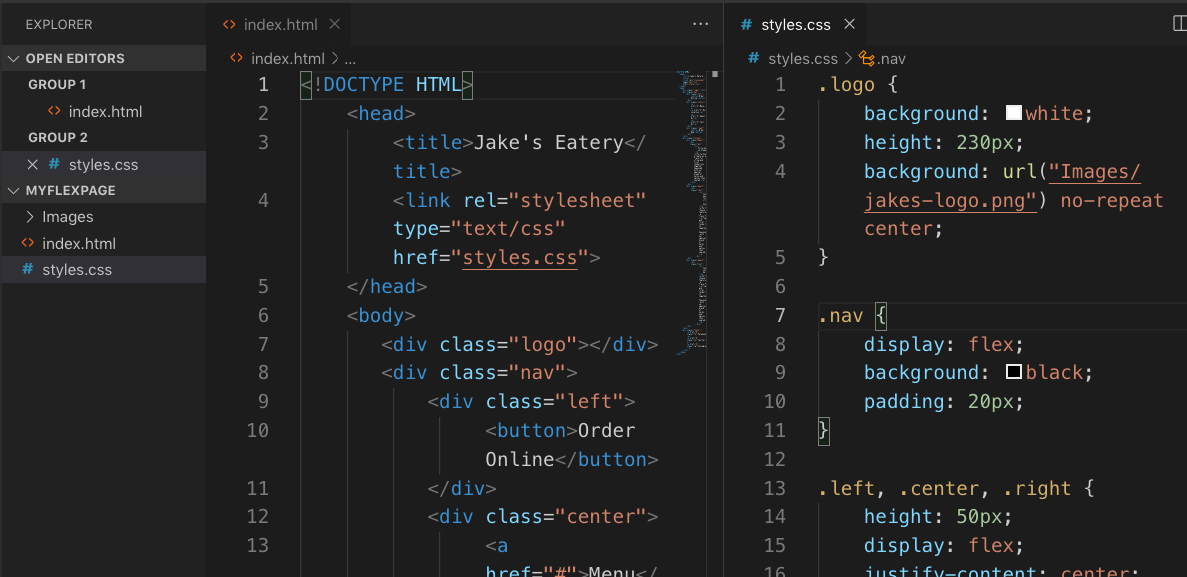 EXPLORER
OPEN EDITORS
GROUP 1
<> index.html
GROUP 2
# styles.css
MYFLEXPAGE
Images
<> index.html
# styles.css
<> index.html
<> index.html > ...
1 <!DOCTYPE HTML>
2 <head>
3 <title>Jake's Eatery</
title>
4 <link rel="stylesheet"
type="text/css"
href="styles.css">
5 </head>
6 <body>
7 <div class="logo"></div>
8 <div class="nav">
9 <div class="left">
10 <button>Order
Online</button>
11 </div>
12 <div class="center">
13 <a
href="#">Menu</
# styles.css
# styles.css > .nav
1 .logo {
2 background: white;
3 height: 230px;
4 background: url("Images/
jakes-logo.png") no-repeat
center;
5 }
6
7 .nav {
8 display: flex;
9 background: black;
10 padding: 20px;
11 }
12
13 .left, .center, .right {
14 height: 50px;
15 display: flex;
16 justify-content: center;